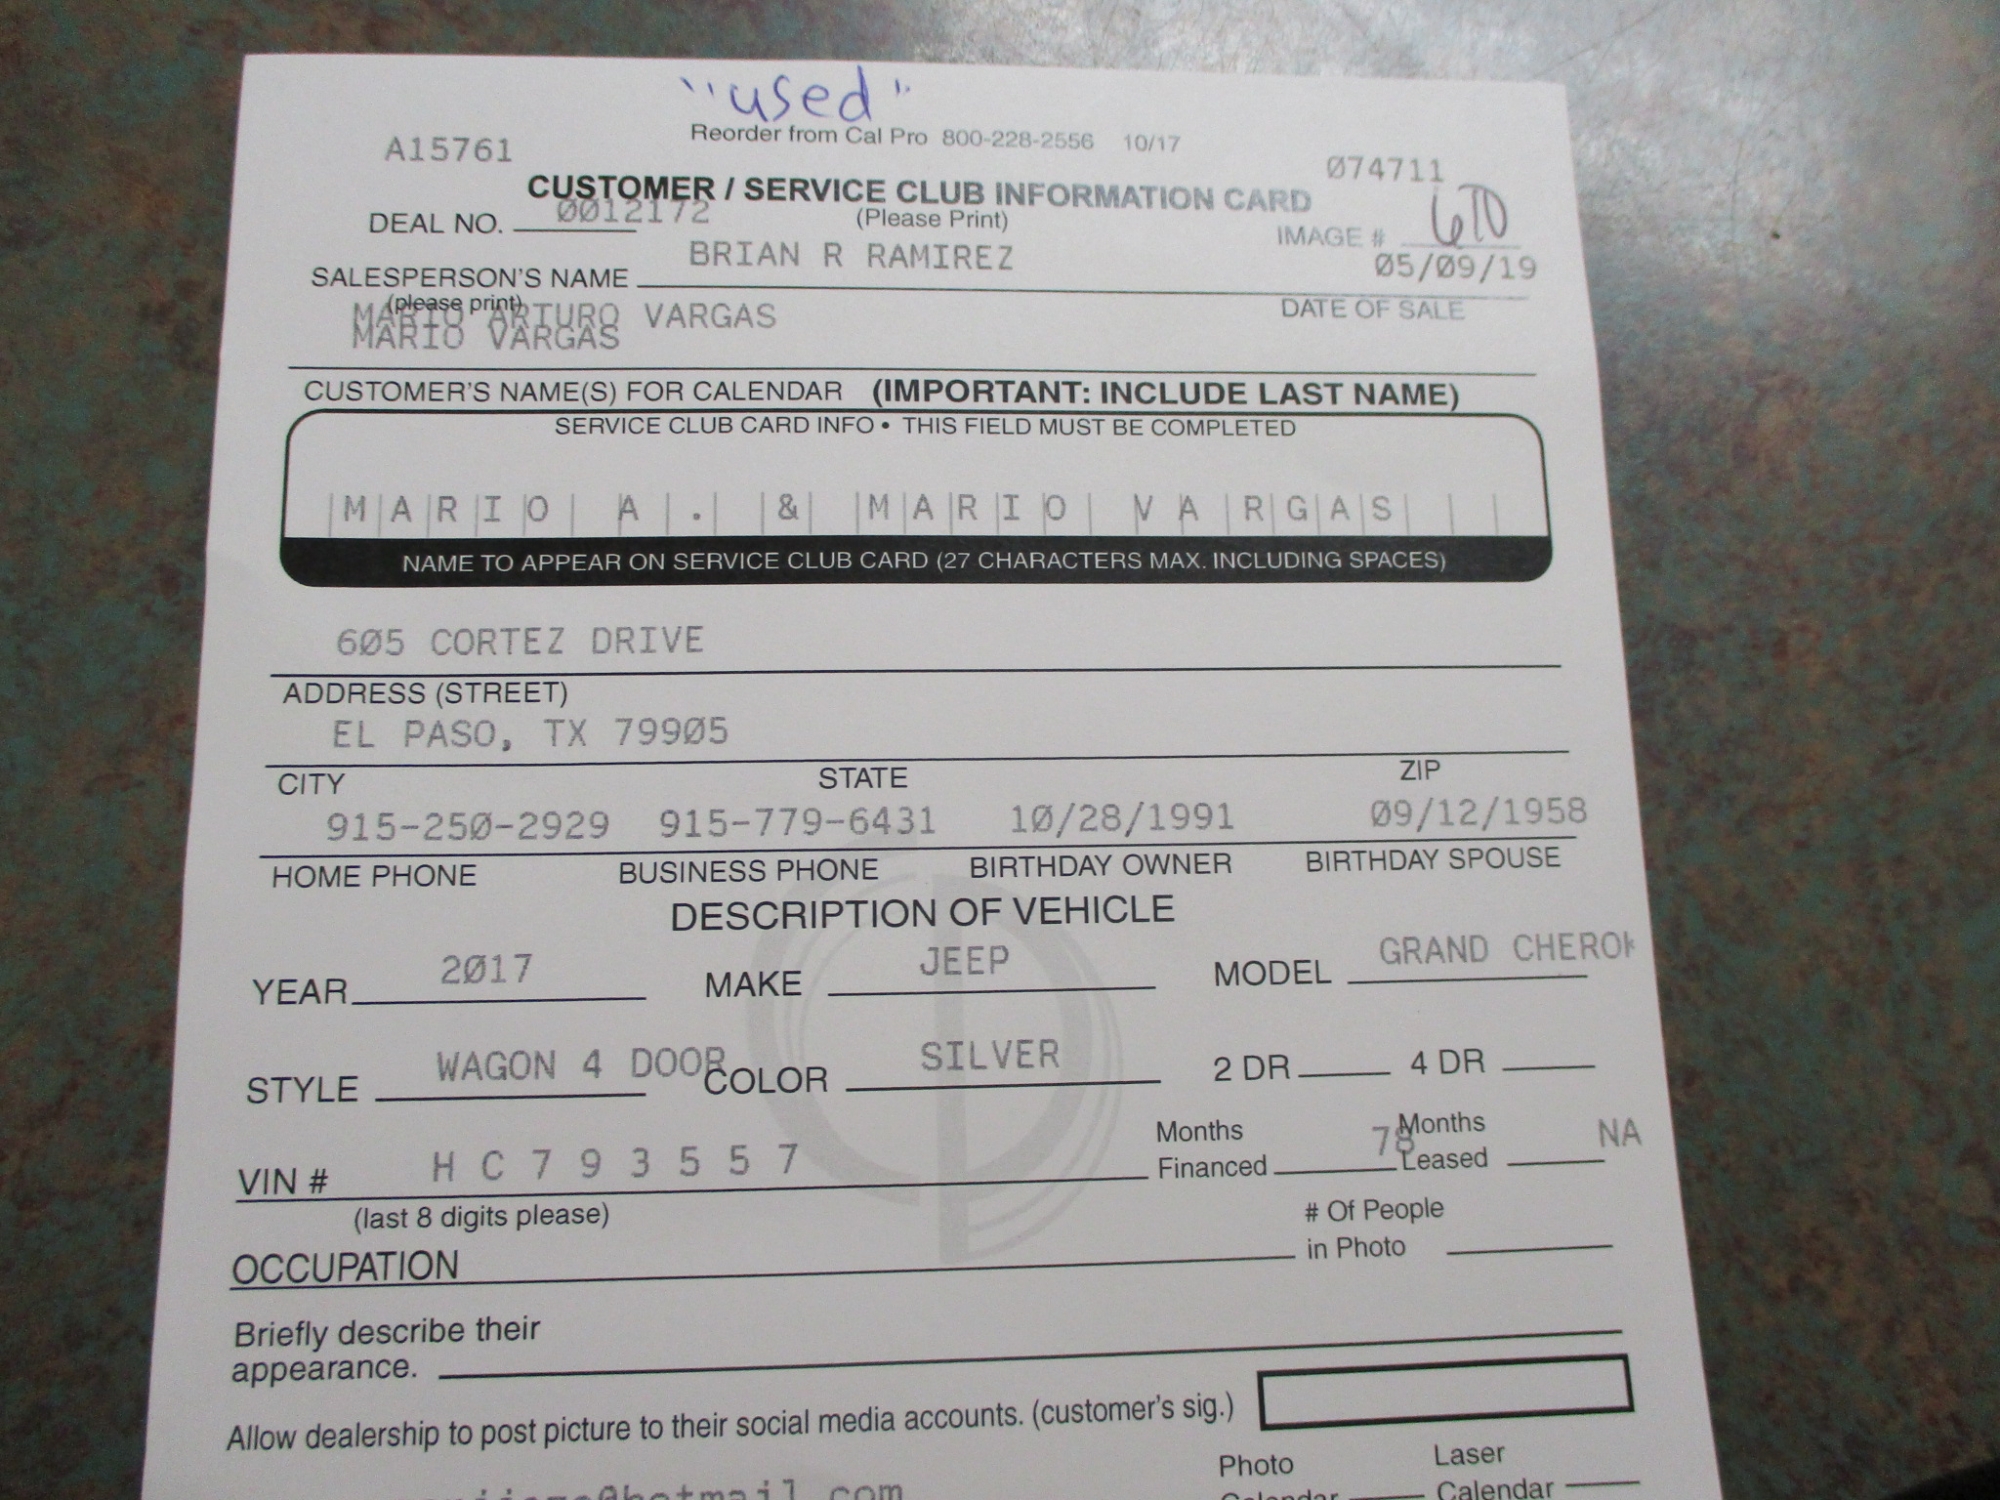 "used"
Reorder from Cal Pro 800-228-2556 10/17
A15761
Ø74711
CUSTOMER / SERVICE CLUB INFORMATION CARD
DEAL NO. ØØ12172 (Please Print)
IMAGE #
SALESPERSON'S NAME BRIAN R RAMIREZ Ø5/Ø9/19
(please print) DATE OF SALE
MARIO ARTURO VARGAS
MARIO VARGAS
CUSTOMER'S NAME(S) FOR CALENDAR (IMPORTANT: INCLUDE LAST NAME)
SERVICE CLUB CARD INFO • THIS FIELD MUST BE COMPLETED
MARIO A. & MARIO VARGAS
NAME TO APPEAR ON SERVICE CLUB CARD (27 CHARACTERS MAX. INCLUDING SPACES)
6Ø5 CORTEZ DRIVE
ADDRESS (STREET)
EL PASO, TX 799Ø5
CITY STATE ZIP
915-25Ø-2929 915-779-6431 1Ø/28/1991 Ø9/12/1958
HOME PHONE BUSINESS PHONE BIRTHDAY OWNER BIRTHDAY SPOUSE
DESCRIPTION OF VEHICLE
YEAR 2Ø17 MAKE JEEP MODEL GRAND CHEROK
STYLE WAGON 4 DOOR COLOR SILVER 2 DR 4 DR
VIN # H C 7 9 3 5 5 7 Months Financed 78 Months Leased NA
(last 8 digits please)
# Of People
OCCUPATION in Photo
Briefly describe their
appearance.
Allow dealership to post picture to their social media accounts. (customer's sig.)
Photo Laser
Calendar Calendar